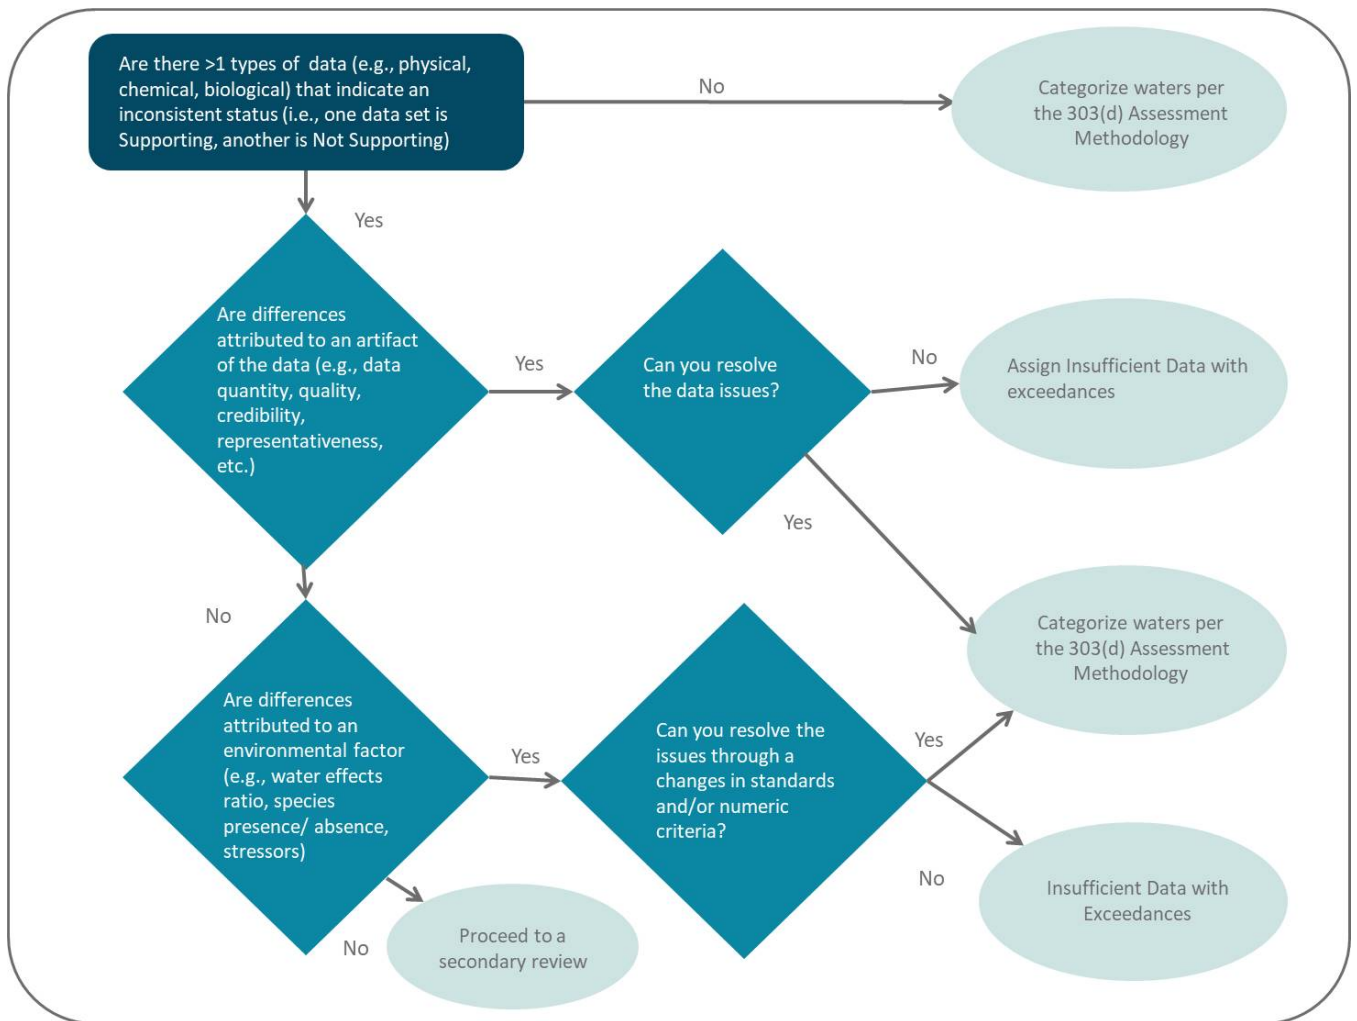 Are there >1 types of  data (e.g., physical,
chemical, biological) that indicate an
inconsistent status (i.e., one data set is
Supporting, another is Not Supporting)
No
Categorize waters per
the 303(d) Assessment
Methodology
Yes
Are differences
attributed to an artifact
of the data (e.g., data
quantity, quality,
credibility,
representativeness,
etc.)
Yes
Can you resolve
the data issues?
No
Assign Insufficient Data with
exceedances
Yes
Categorize waters per
the 303(d) Assessment
Methodology
No
Are differences
attributed to an
environmental factor
(e.g., water effects
ratio, species
presence/ absence,
stressors)
Yes
Can you resolve the
issues through a
changes in standards
and/or numeric
criteria?
Yes
No
Insufficient Data with
Exceedances
No
Proceed to a
secondary review